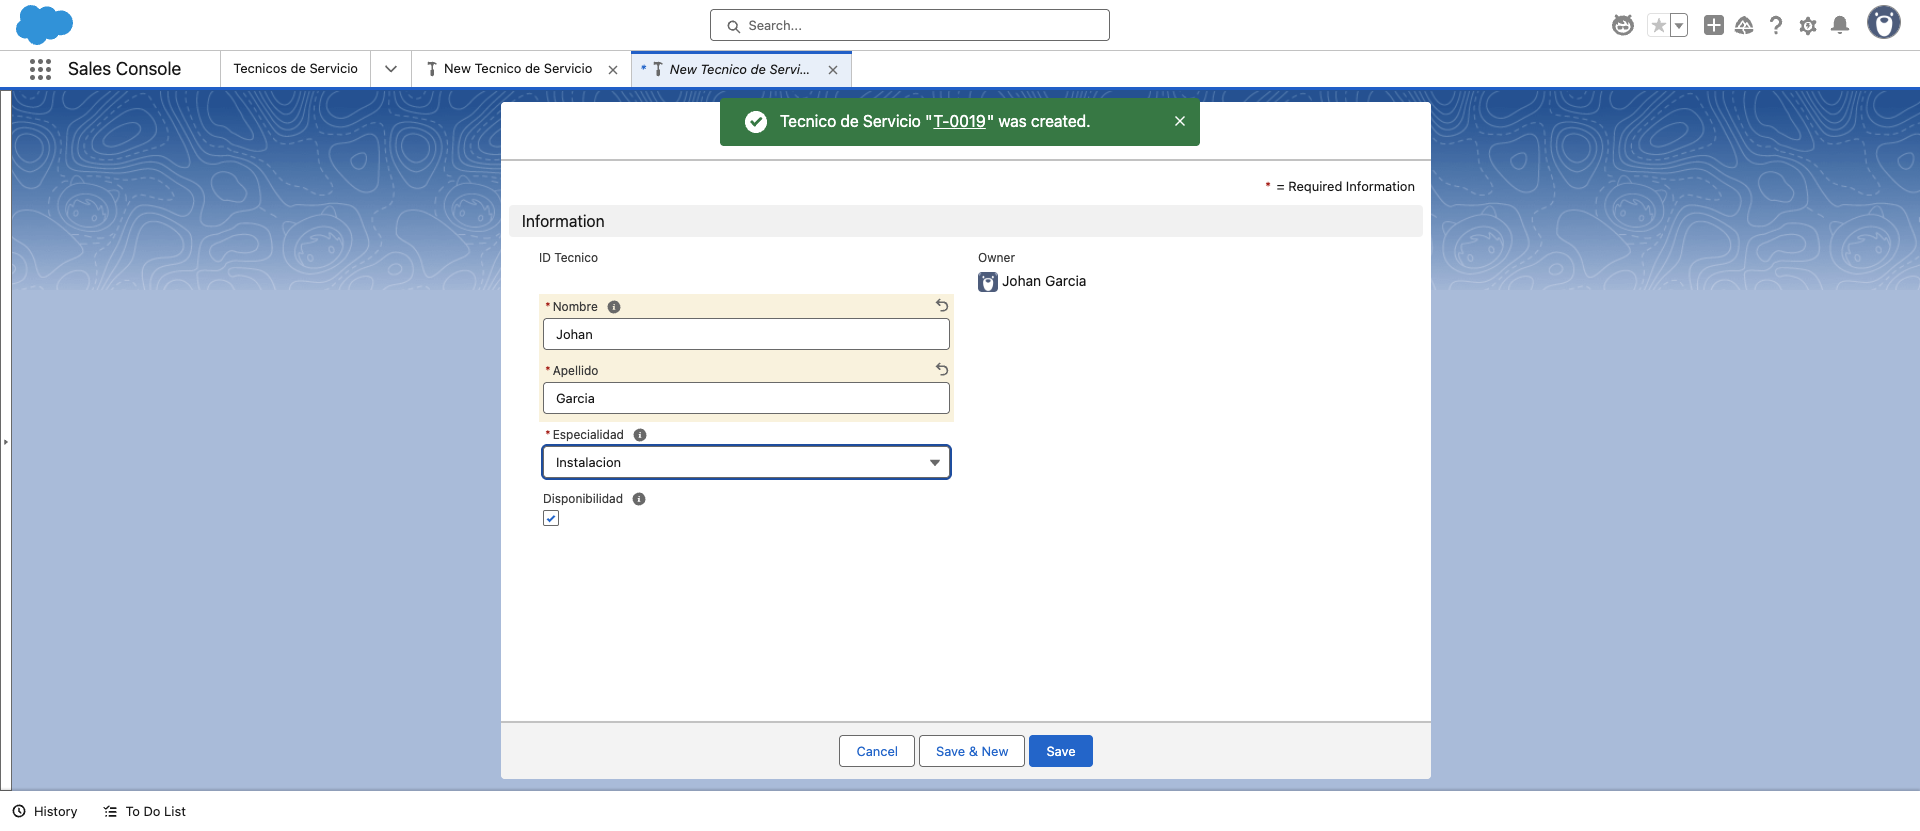 Search...
Sales Console
Tecnicos de Servicio
New Tecnico de Servicio
* New Tecnico de Servi...
Tecnico de Servicio "T-0019" was created.
* = Required Information
Information
ID Tecnico
Owner
Johan Garcia
* Nombre
Johan
* Apellido
Garcia
* Especialidad
Instalacion
Disponibilidad
Cancel
Save & New
Save
History
To Do List